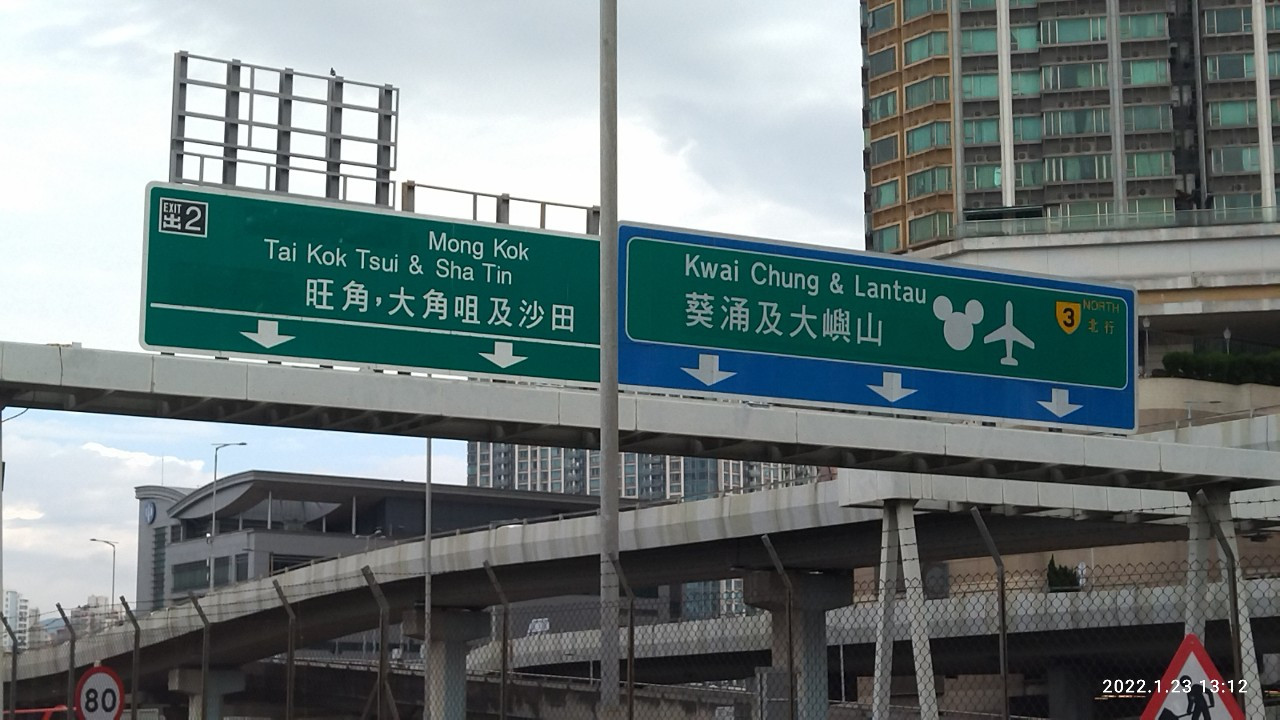 EXIT
出2
Mong Kok
Tai Kok Tsui & Sha Tin
旺角,大角咀及沙田
Kwai Chung & Lantau
葵涌及大嶼山
3
NORTH
北行
80
2022.1.23 13:12